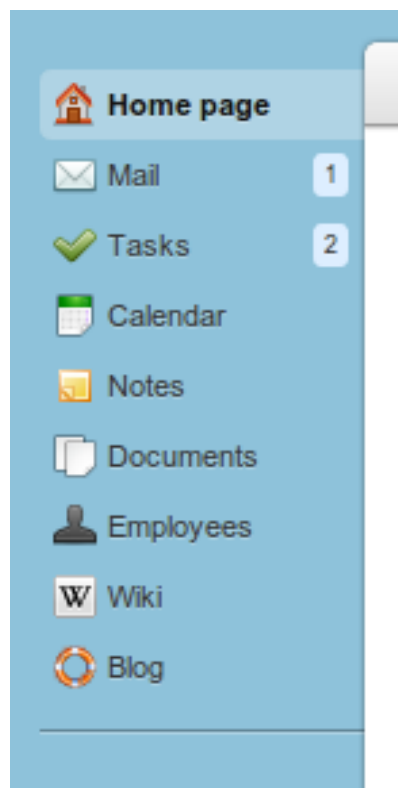 Home page
Mail 1
Tasks 2
Calendar
Notes
Documents
Employees
W Wiki
Blog